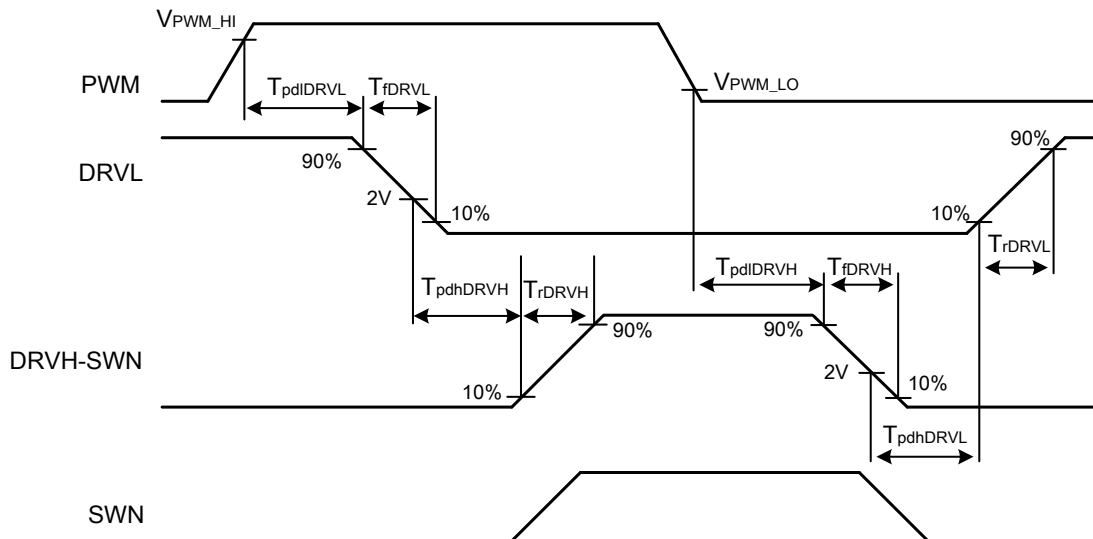 VPWM_HI
PWM
TpdlDRVL TfDRVL
VPWM_LO
DRVL
90%
2V
10%
90%
10%
TrDRVL
TpdhDRVH TrDRVH
TpdlDRVH TfDRVH
DRVH-SWN
10%
90%
90%
2V
10%
TpdhDRVL
SWN